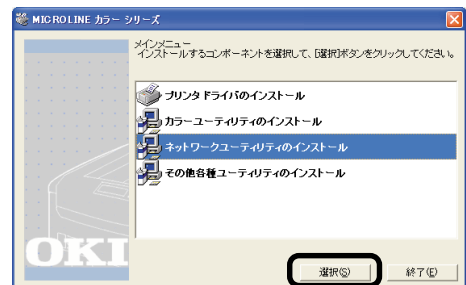 MICROLINE カラー シリーズ
メインメニュー
インストールするコンポーネントを選択して、[選択]ボタンをクリックしてください。
プリンタドライバのインストール
カラーユーティリティのインストール
ネットワークユーティリティのインストール
その他各種ユーティリティのインストール
OKI
選択(S)
終了(E)